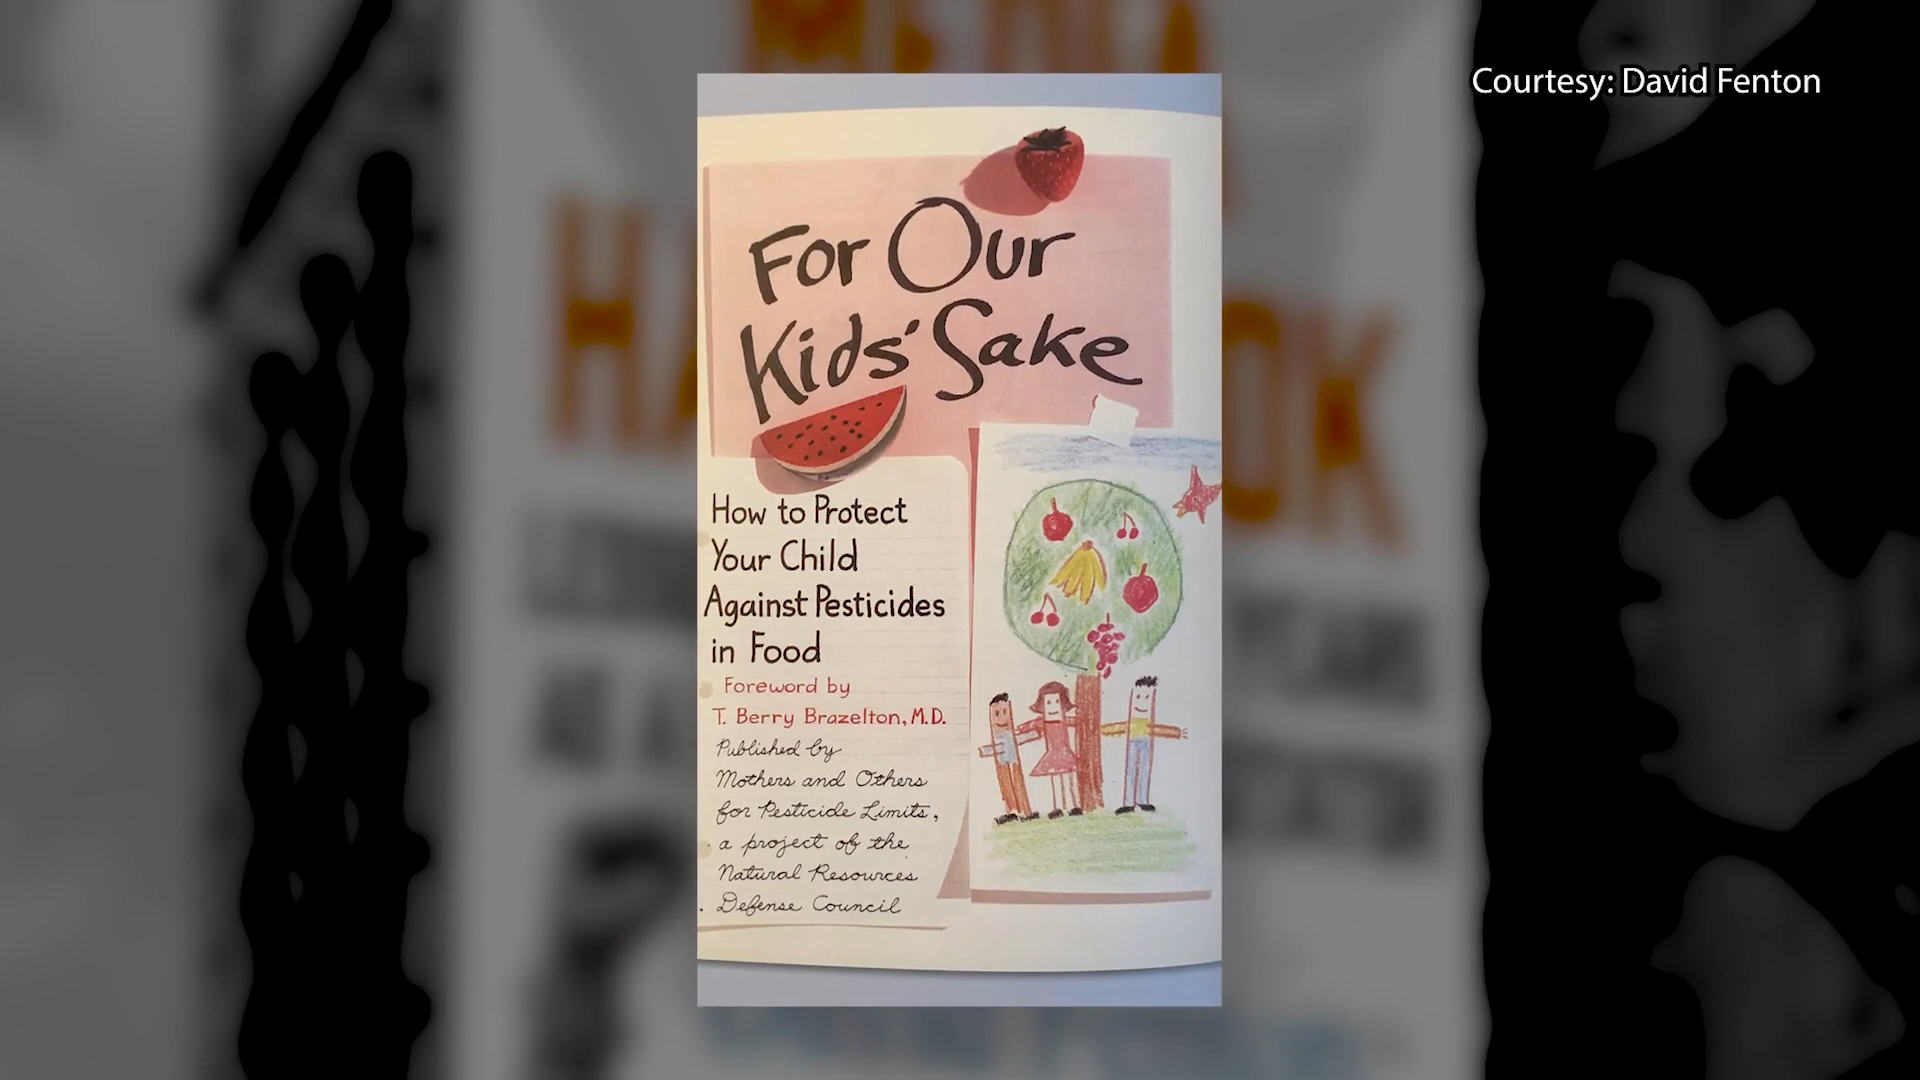 Courtesy: David Fenton
For Our
Kids' Sake
How to Protect
Your Child
Against Pesticides
in Food
Foreword by
T. Berry Brazelton, M.D.
Published by
Mothers and Others
for Pesticide Limits,
a project of the
Natural Resources
Defense Council